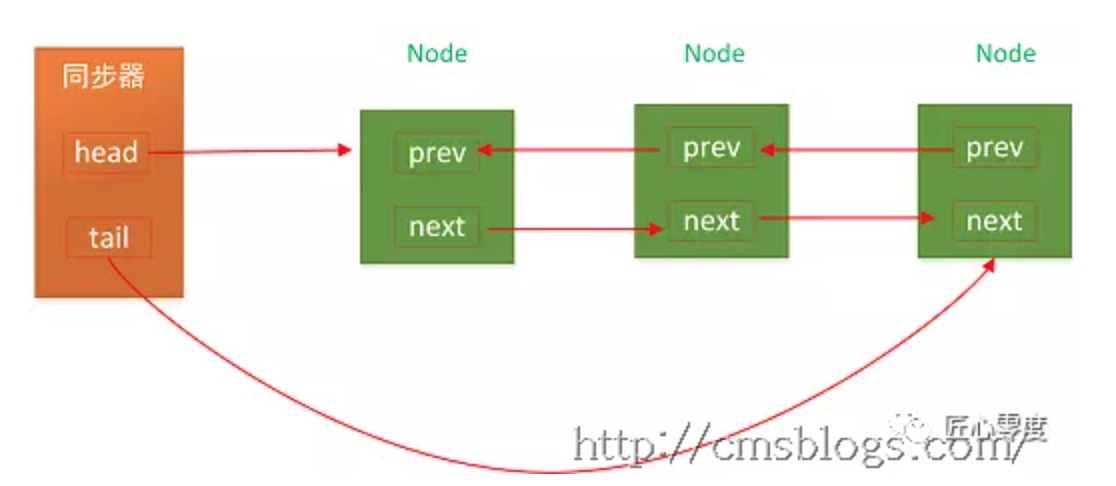 Node Node Node
同步器
head prev prev prev
tail next next next
匠心零度
http://cmsblogs.com/